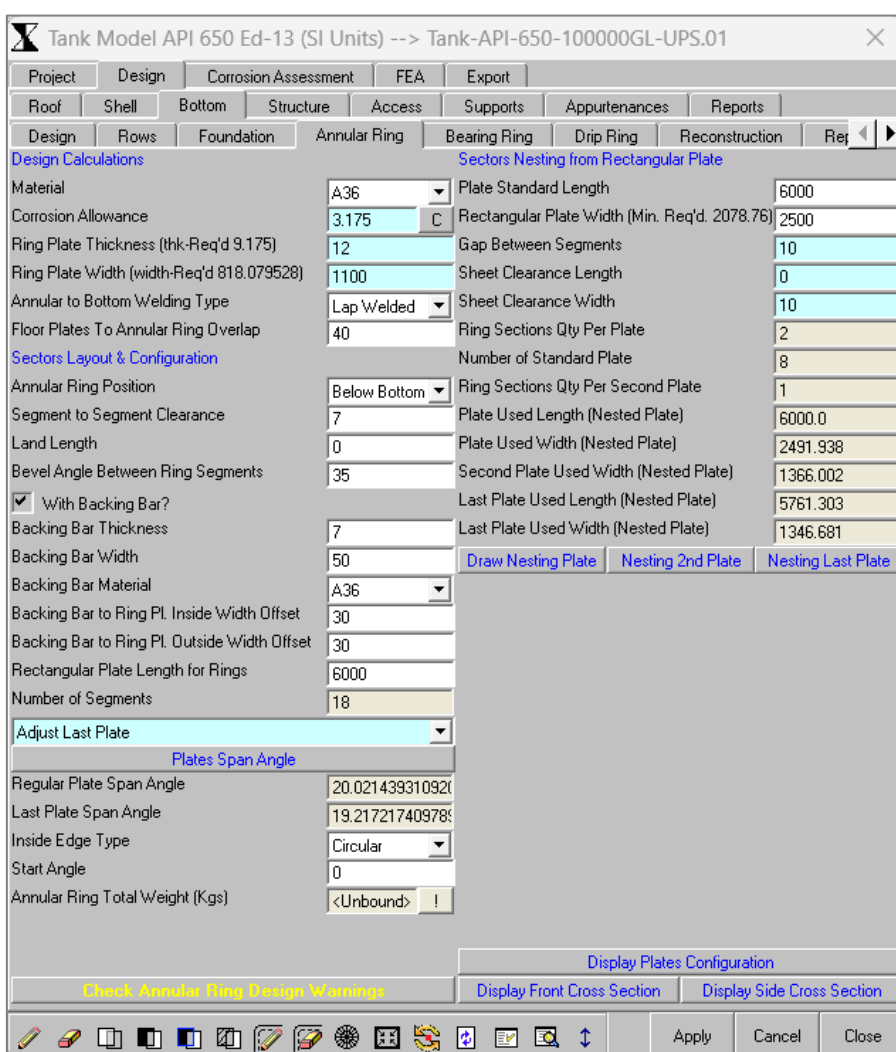 Tank Model API 650 Ed-13 (SI Units) --> Tank-API-650-100000GL-UPS.01
Project Design Corrosion Assessment FEA Export
Roof Shell Bottom Structure Access Supports Appurtenances Reports
Design Rows Foundation Annular Ring Bearing Ring Drip Ring Reconstruction Rep
Design Calculations
Material A36
Corrosion Allowance 3.175 C
Ring Plate Thickness (thk-Req'd 9.175) 12
Ring Plate Width (width-Req'd 818.079528) 1100
Annular to Bottom Welding Type Lap Welded
Floor Plates To Annular Ring Overlap 40
Sectors Layout & Configuration
Annular Ring Position Below Bottom
Segment to Segment Clearance 7
Land Length 0
Bevel Angle Between Ring Segments 35
With Backing Bar?
Backing Bar Thickness 7
Backing Bar Width 50
Backing Bar Material A36
Backing Bar to Ring Pl. Inside Width Offset 30
Backing Bar to Ring Pl. Outside Width Offset 30
Rectangular Plate Length for Rings 6000
Number of Segments 18
Adjust Last Plate
Plates Span Angle
Regular Plate Span Angle 20.02143931092
Last Plate Span Angle 19.21721740978
Inside Edge Type Circular
Start Angle 0
Annular Ring Total Weight (Kgs) <Unbound> !
Check Annular Ring Design Warnings
Sectors Nesting from Rectangular Plate
Plate Standard Length 6000
Rectangular Plate Width (Min. Req'd. 2078.76) 2500
Gap Between Segments 10
Sheet Clearance Length 0
Sheet Clearance Width 10
Ring Sections Qty Per Plate 2
Number of Standard Plate 8
Ring Sections Qty Per Second Plate 1
Plate Used Length (Nested Plate) 6000.0
Plate Used Width (Nested Plate) 2491.938
Second Plate Used Width (Nested Plate) 1366.002
Last Plate Used Length (Nested Plate) 5761.303
Last Plate Used Width (Nested Plate) 1346.681
Draw Nesting Plate Nesting 2nd Plate Nesting Last Plate
Display Plates Configuration
Display Front Cross Section Display Side Cross Section
Apply Cancel Close